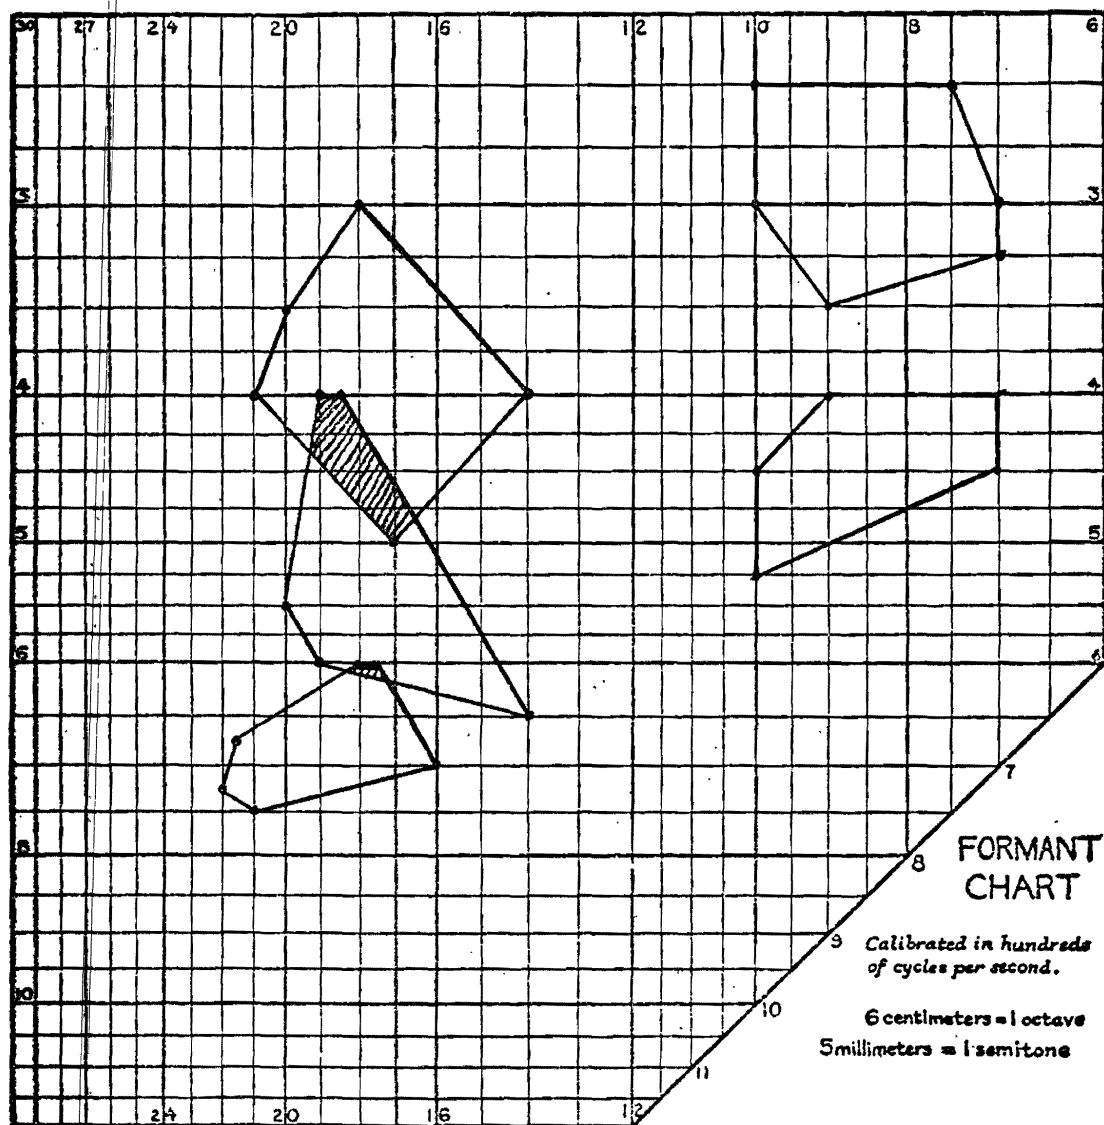 30 27 24 20 16 12 10 8 6
3 3
4 4
5 5
6 6
7
8 8
FORMANT
CHART
9
Calibrated in hundreds
of cycles per second.
10 10
6 centimeters = 1 octave
5 millimeters = 1 semitone
11
24 20 16 12